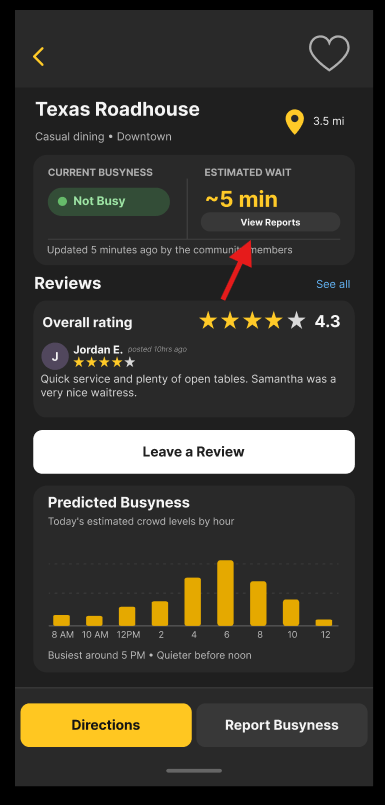 Texas Roadhouse
3.5 mi
Casual dining • Downtown
CURRENT BUSYNESS
ESTIMATED WAIT
Not Busy
~5 min
View Reports
Updated 5 minutes ago by the community members
Reviews
See all
Overall rating
4.3
J
Jordan E. posted 10hrs ago
Quick service and plenty of open tables. Samantha was a
very nice waitress.
Leave a Review
Predicted Busyness
Today's estimated crowd levels by hour
8 AM 10 AM 12PM 2 4 6 8 10 12
Busiest around 5 PM • Quieter before noon
Directions
Report Busyness